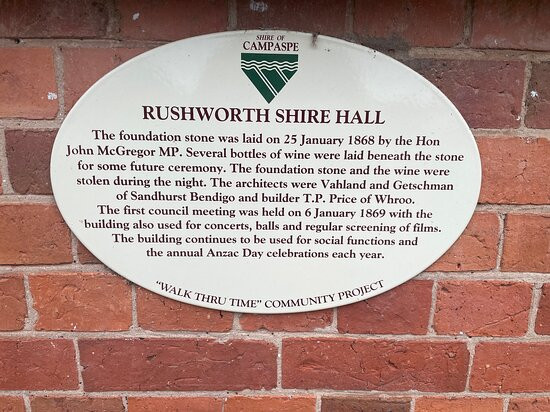 SHIRE OF
CAMPASPE
RUSHWORTH SHIRE HALL
The foundation stone was laid on 25 January 1868 by the Hon
John McGregor MP. Several bottles of wine were laid beneath the stone
for some future ceremony. The foundation stone and the wine were
stolen during the night. The architects were Vahland and Getschman
of Sandhurst Bendigo and builder T.P. Price of Whroo.
The first council meeting was held on 6 January 1869 with the
building also used for concerts, balls and regular screening of films.
The building continues to be used for social functions and
the annual Anzac Day celebrations each year.
"WALK THRU TIME" COMMUNITY PROJECT